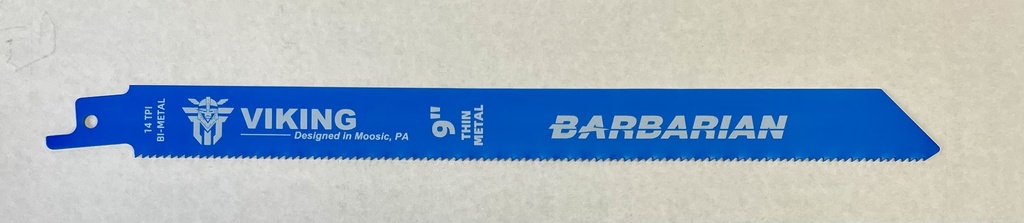 14 TPI
BI-METAL
VIKING
Designed in Moosic, PA
9"
THIN
METAL
BARBARIAN